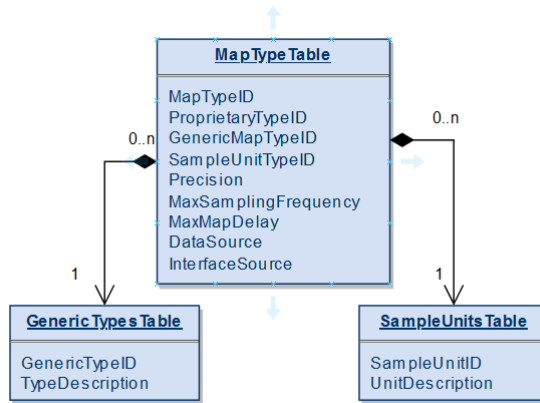 MapTypeTable
MapTypeID
ProprietaryTypeID
GenericMapTypeID
SampleUnitTypeID
Precision
MaxSamplingFrequency
MaxMapDelay
DataSource
InterfaceSource
0..n
0..n
1
1
GenericTypesTable
GenericTypeID
TypeDescription
SampleUnitsTable
SampleUnitID
UnitDescription